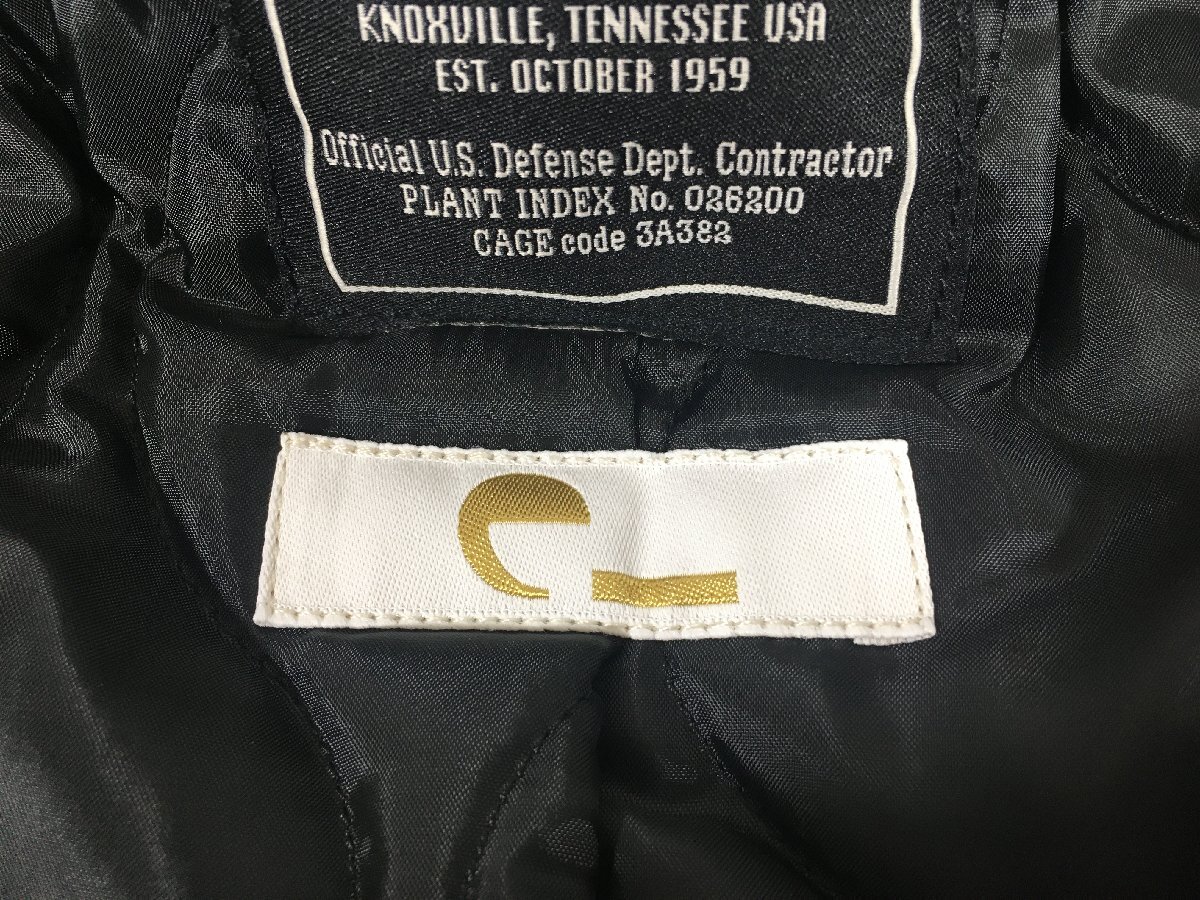 KNOXVILLE, TENNESSEE USA
EST. OCTOBER 1959
Official U.S. Defense Dept. Contractor
PLANT INDEX No. 026200
CAGE code 3A382